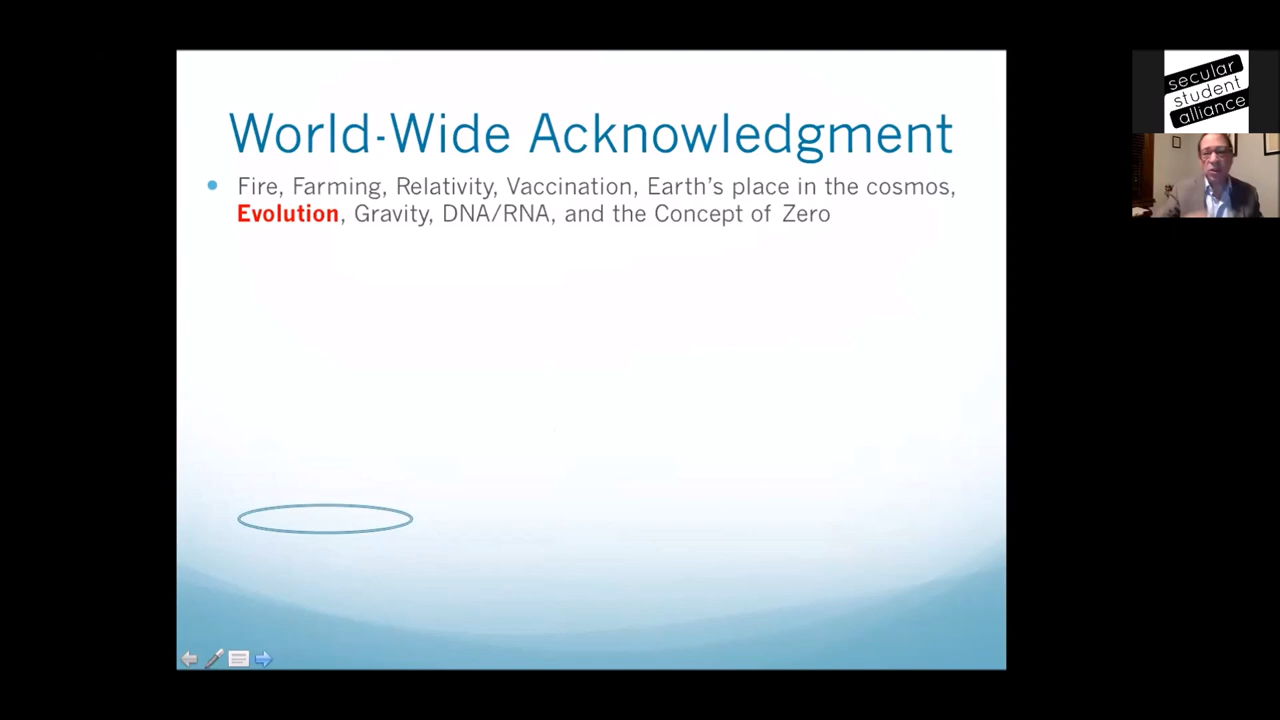 World-Wide Acknowledgment
Fire, Farming, Relativity, Vaccination, Earth's place in the cosmos,
Evolution, Gravity, DNA/RNA, and the Concept of Zero
secular
student
alliance